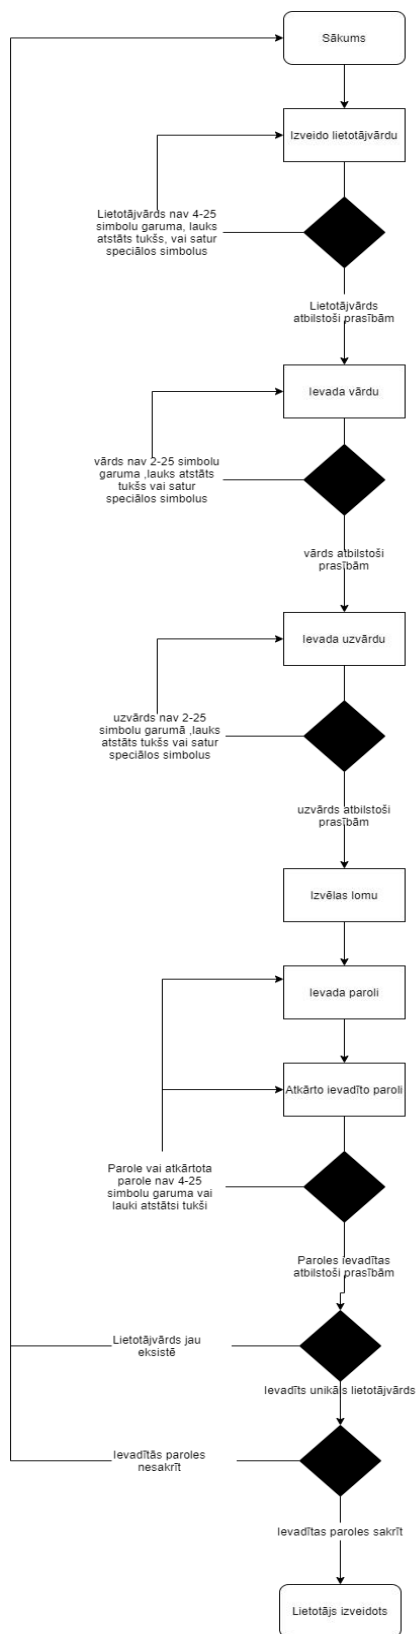 Sākums
Izveido lietotājvārdu
Lietotājvārds nav 4-25
simbolu garuma, lauks
atstāts tukšs, vai satur
speciālos simbolus
Lietotājvārds
atbilstoši prasībām
Ievada vārdu
vārds nav 2-25 simbolu
garuma ,lauks atstāts
tukšs vai satur
speciālos simbolus
vārds atbilstoši
prasībām
Ievada uzvārdu
uzvārds nav 2-25
simbolu garumā ,lauks
atstāts tukšs vai satur
speciālos simbolus
uzvārds atbilstoši
prasībām
Izvēlas lomu
Ievada paroli
Atkārto ievadīto paroli
Parole vai atkārtota
parole nav 4-25
simbolu garuma vai
lauki atstātsi tukši
Paroles ievadītas
atbilstoši prasībām
Lietotājvārds jau
eksistē
Ievadīts unikāls lietotājvārds
Ievadītās paroles
nesakrīt
Ievadītas paroles sakrīt
Lietotājs izveidots